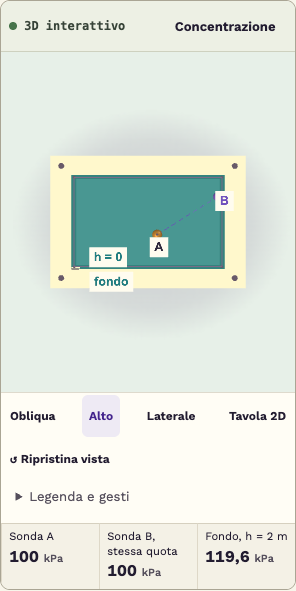 3D interattivo
Concentrazione
B
A
h = 0
fondo
Obliqua
Alto
Laterale
Tavola 2D
↺ Ripristina vista
▶ Legenda e gesti
Sonda A
100 kPa
Sonda B,
stessa quota
100 kPa
Fondo, h = 2 m
119,6 kPa